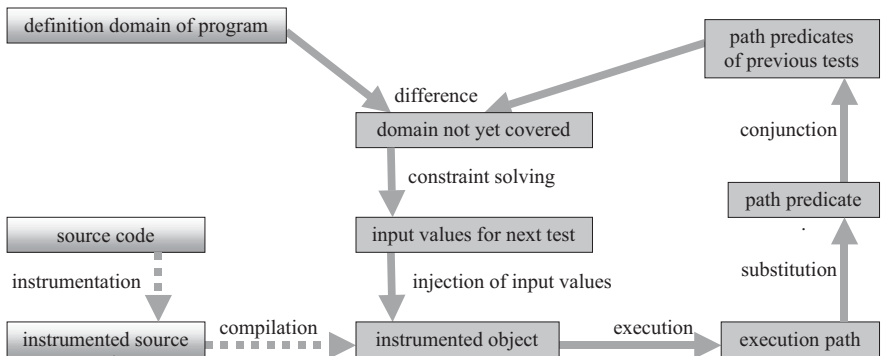 definition domain of program
path predicates
of previous tests
difference
domain not yet covered
conjunction
constraint solving
path predicate
source code
input values for next test
instrumentation
injection of input values
substitution
instrumented source
compilation
instrumented object
execution
execution path